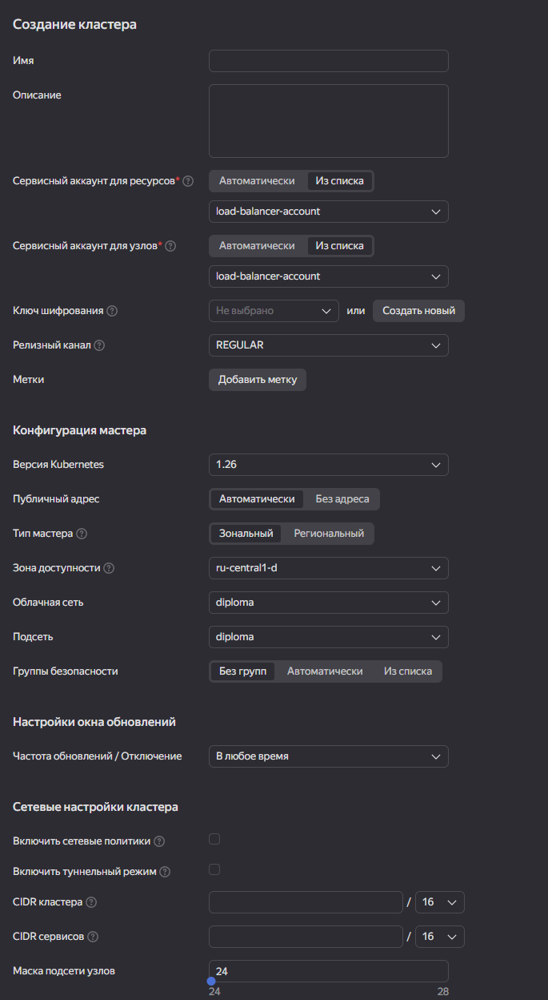 Создание кластера
Имя
Описание
Сервисный аккаунт для ресурсов* ? Автоматически Из списка
load-balancer-account
Сервисный аккаунт для узлов* ? Автоматически Из списка
load-balancer-account
Ключ шифрования ? Не выбрано или Создать новый
Релизный канал ? REGULAR
Метки Добавить метку
Конфигурация мастера
Версия Kubernetes 1.26
Публичный адрес Автоматически Без адреса
Тип мастера ? Зональный Региональный
Зона доступности ? ru-central1-d
Облачная сеть diploma
Подсеть diploma
Группы безопасности Без групп Автоматически Из списка
Настройки окна обновлений
Частота обновлений / Отключение В любое время
Сетевые настройки кластера
Включить сетевые политики ?
Включить туннельный режим ?
CIDR кластера ? / 16
CIDR сервисов ? / 16
Маска подсети узлов 24
24 28